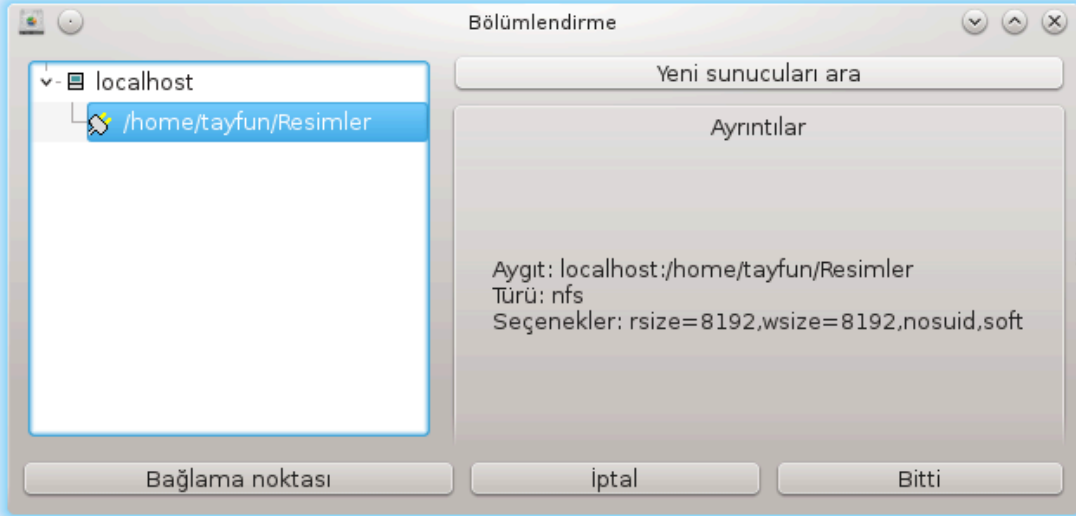 Bölümlendirme
localhost
/home/tayfun/Resimler
Yeni sunucuları ara
Ayrıntılar
Aygıt: localhost:/home/tayfun/Resimler
Türü: nfs
Seçenekler: rsize=8192,wsize=8192,nosuid,soft
Bağlama noktası
İptal
Bitti